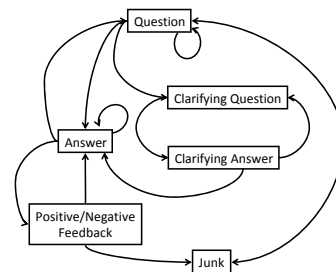 Question
Clarifying Question
Answer
Clarifying Answer
Positive/Negative
Feedback
Junk